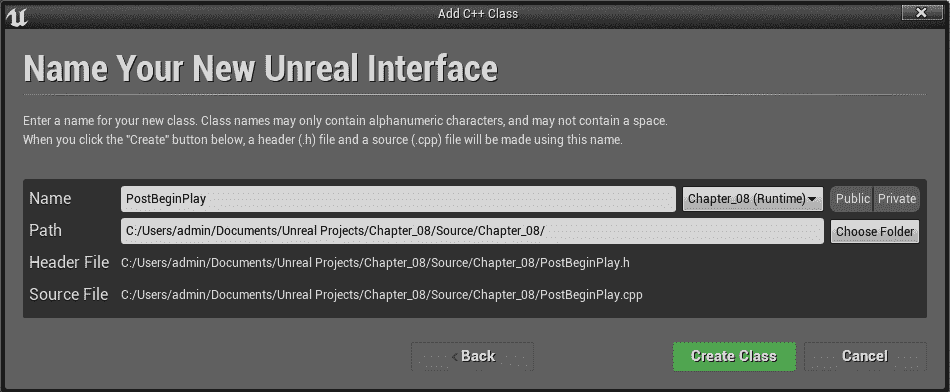 Add C++ Class
Name Your New Unreal Interface
Enter a name for your new class. Class names may only contain alphanumeric characters, and may not contain a space.
When you click the "Create" button below, a header (.h) file and a source (.cpp) file will be made using this name.
Name PostBeginPlay Chapter_08 (Runtime) Public Private
Path C:/Users/admin/Documents/Unreal Projects/Chapter_08/Source/Chapter_08/ Choose Folder
Header File C:/Users/admin/Documents/Unreal Projects/Chapter_08/Source/Chapter_08/PostBeginPlay.h
Source File C:/Users/admin/Documents/Unreal Projects/Chapter_08/Source/Chapter_08/PostBeginPlay.cpp
Back Create Class Cancel